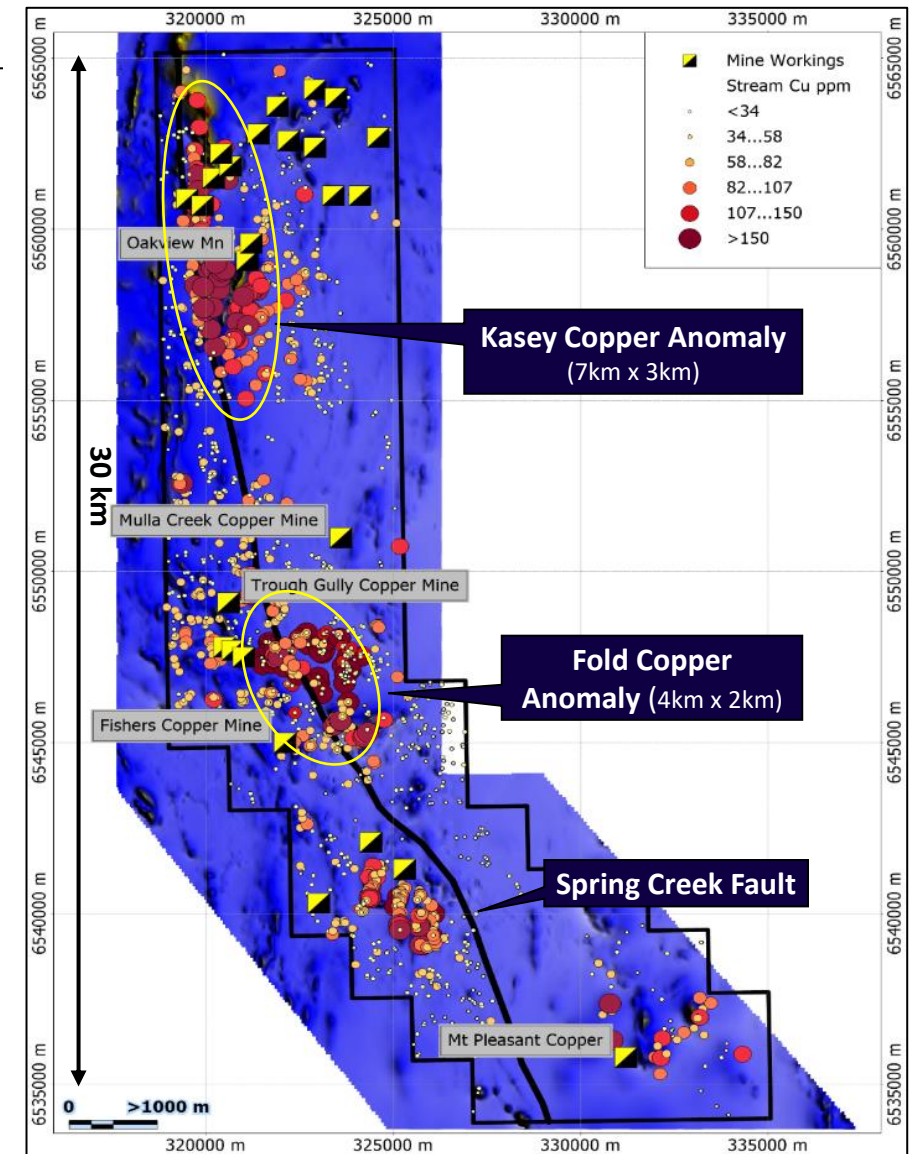 320000 m
325000 m
330000 m
335000 m
6565000 m
6565000 m
Mine Workings
Stream Cu ppm
<34
34...58
58...82
82...107
107...150
>150
6560000 m
6560000 m
Oakview Mn
Kasey Copper Anomaly
(7km x 3km)
6555000 m
6555000 m
30 km
Mulla Creek Copper Mine
6550000 m
6550000 m
Trough Gully Copper Mine
Fold Copper
Anomaly (4km x 2km)
Fishers Copper Mine
6545000 m
6545000 m
Spring Creek Fault
6540000 m
6540000 m
Mt Pleasant Copper
6535000 m
6535000 m
0 >1000 m
320000 m
325000 m
330000 m
335000 m